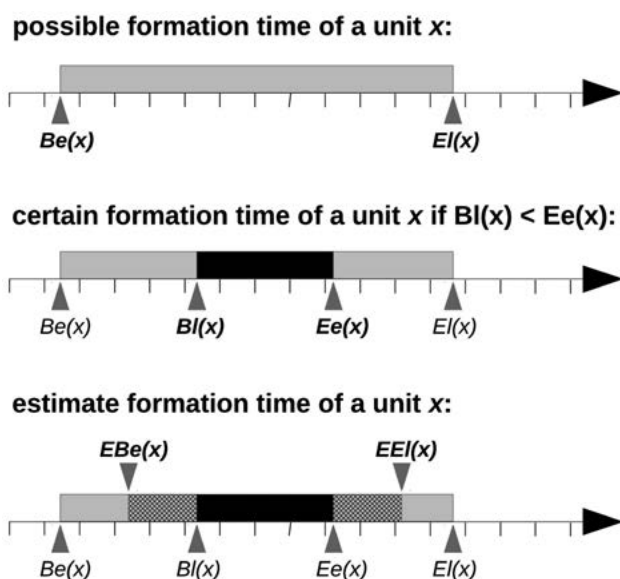 possible formation time of a unit x:
Be(x) El(x)
certain formation time of a unit x if Bl(x) < Ee(x):
Be(x) Bl(x) Ee(x) El(x)
estimate formation time of a unit x:
EBe(x) EEl(x)
Be(x) Bl(x) Ee(x) El(x)